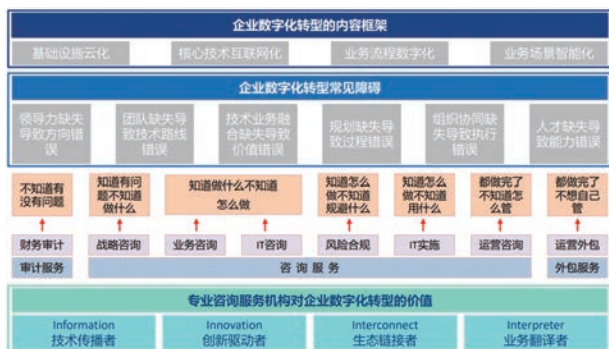 企业数字化转型的内容框架
基础设施云化 核心技术互联网化 业务流程数字化 业务场景智能化
企业数字化转型常见障碍
领导力缺失
导致方向错
误
团队缺失导
致技术路线
错误
技术业务融
合缺失导致
价值错误
规划缺失导
致过程错误
组织协同缺
失导致执行
错误
人才缺失导
致能力错误
不知道有
没有问题
知道有问
题不知道
做什么
知道做什么不知道
怎么做
知道怎么
做不知道
规避什么
知道怎么
做不知道
用什么
都做完了
不知道怎
么管
都做完了
不想自己
管
财务审计 战略咨询 业务咨询 IT咨询 风险合规 IT实施 运营咨询 运营外包
审计服务 咨询服务 外包服务
专业咨询服务机构对企业数字化转型的价值
Information
技术传播者
Innovation
创新驱动者
Interconnect
生态链接者
Interpreter
业务翻译者